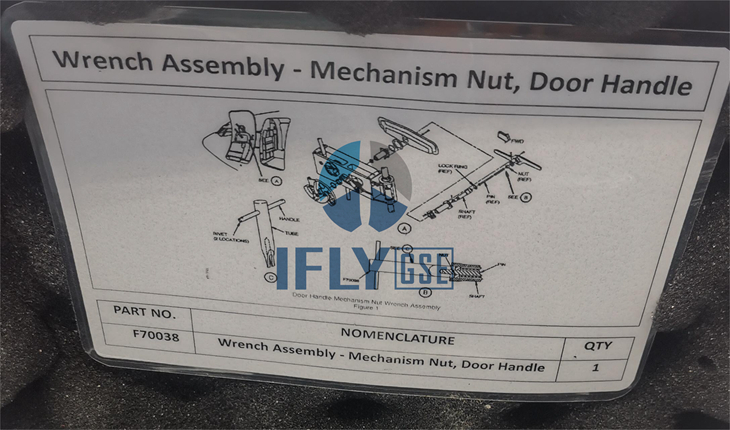 Wrench Assembly - Mechanism Nut, Door Handle
FWD
LOCK RING
(REF)
NUT
(REF)
PIN
(REF)
SEE B
SHAFT
(REF)
SEE A
A
HANDLE
RIVET
(2 LOCATIONS)
TUBE
C
IFLY GSE
SEE C
PIN
F70038
B
SHAFT
Door Handle Mechanism Nut Wrench Assembly
Figure 1
PART NO.
NOMENCLATURE
QTY
F70038
Wrench Assembly - Mechanism Nut, Door Handle
1